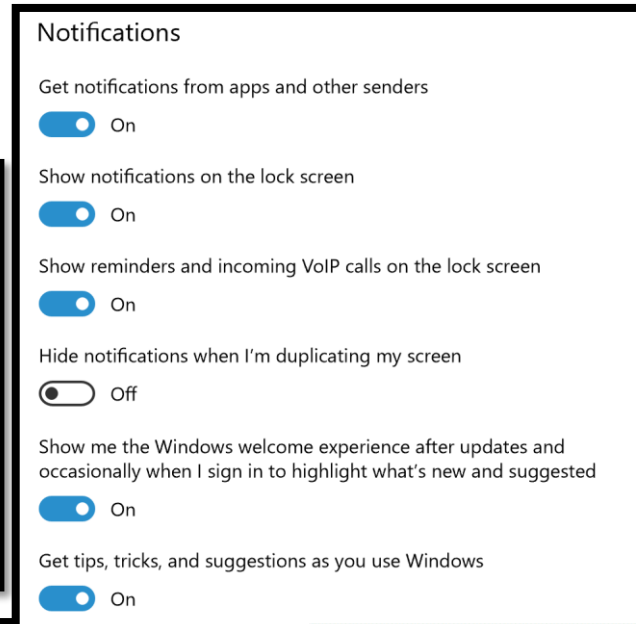 Notifications
Get notifications from apps and other senders
On
Show notifications on the lock screen
On
Show reminders and incoming VoIP calls on the lock screen
On
Hide notifications when I’m duplicating my screen
Off
Show me the Windows welcome experience after updates and
occasionally when I sign in to highlight what’s new and suggested
On
Get tips, tricks, and suggestions as you use Windows
On